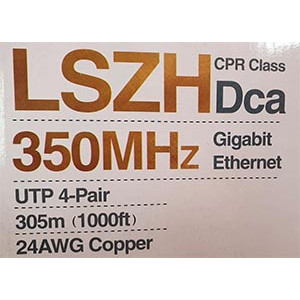 LSZH CPR Class Dca
350MHz Gigabit Ethernet
UTP 4-Pair
305m (1000ft)
24AWG Copper